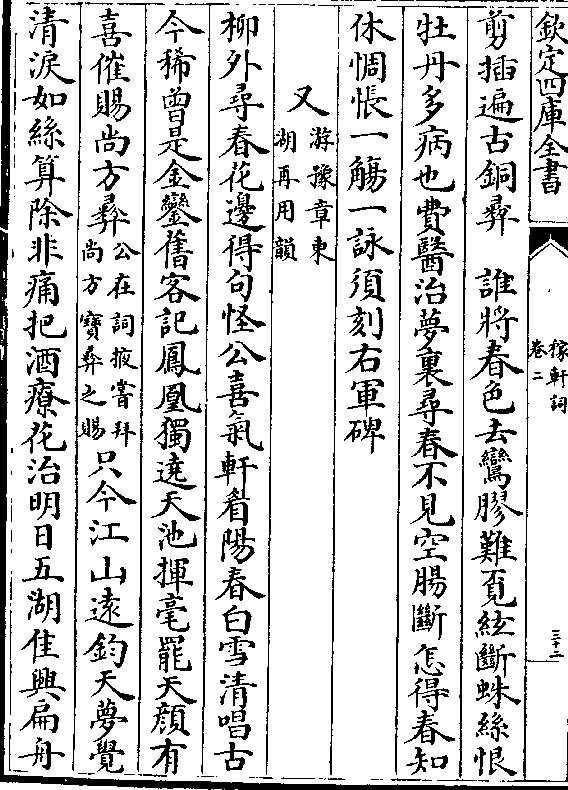 欽定四庫全書
稼軒詞
卷二
三十二
剪插遍古銅彛　誰將春色去鸞膠難覓絃斷蛛絲恨
牡丹多病也費醫治夢裏尋春不見空腸斷怎得春知
休惆悵一觴一詠須刻右軍碑
又游豫章東湖再用韻
柳外尋春花邊得句怪公喜氣軒眉陽春白雪清唱古
今稀曾是金鑾舊客記鳳凰獨遶天池揮毫罷天顔有
喜催賜尚方彛公在詞掖嘗拜尚方寶彛之賜只今江山遠鈞天夢覺
清淚如絲算除非痛把酒療花治明日五湖佳興扁舟